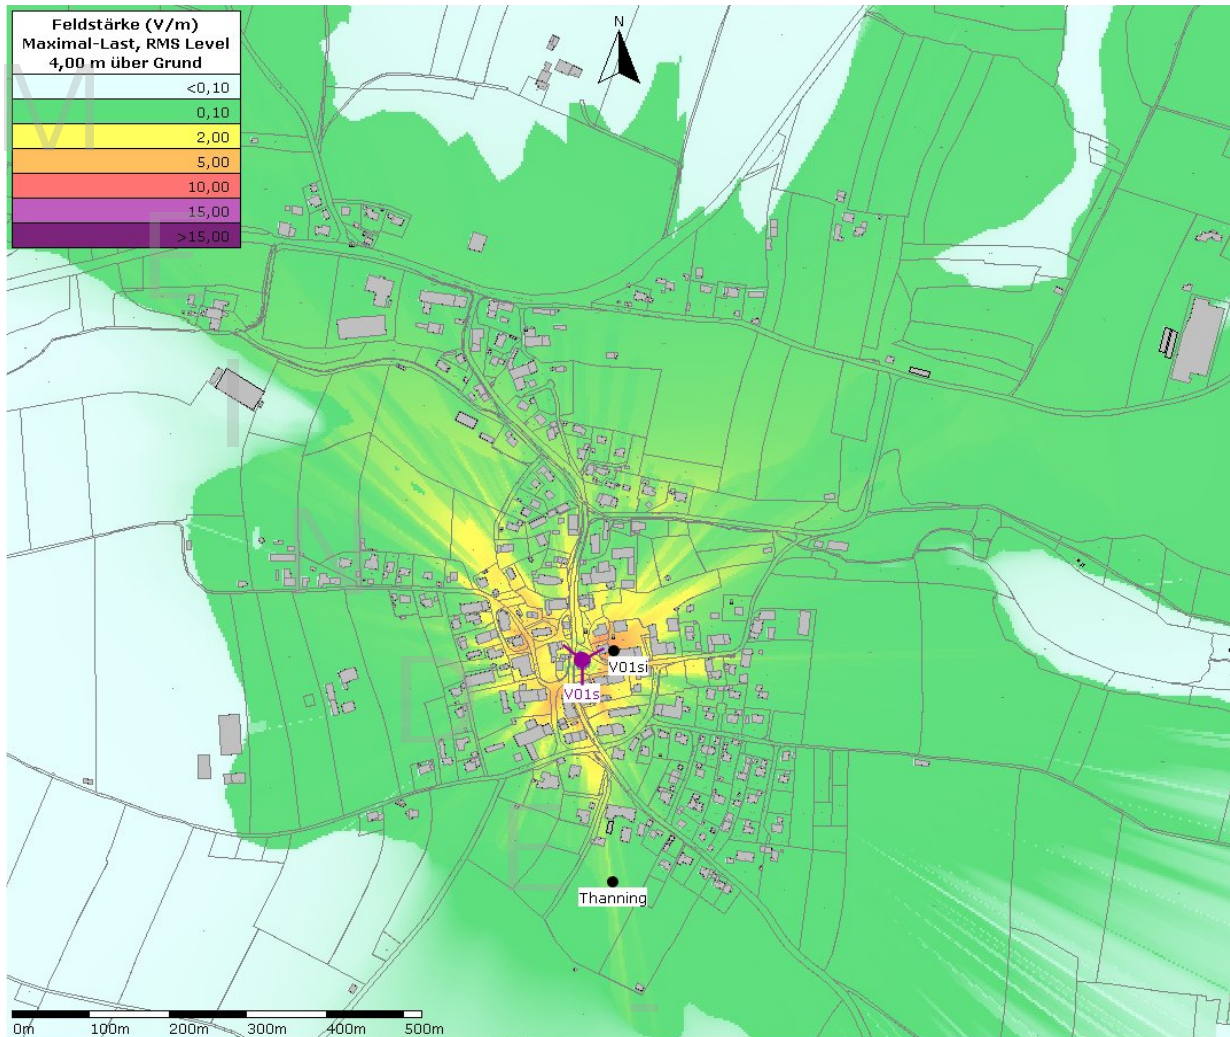 Feldstärke (V/m)
Maximal-Last, RMS Level
4,00 m über Grund
<0,10
0,10
2,00
5,00
10,00
15,00
>15,00
N
M
E
I
N
D
E
V01si
V01s
Thanning
0m 100m 200m 300m 400m 500m